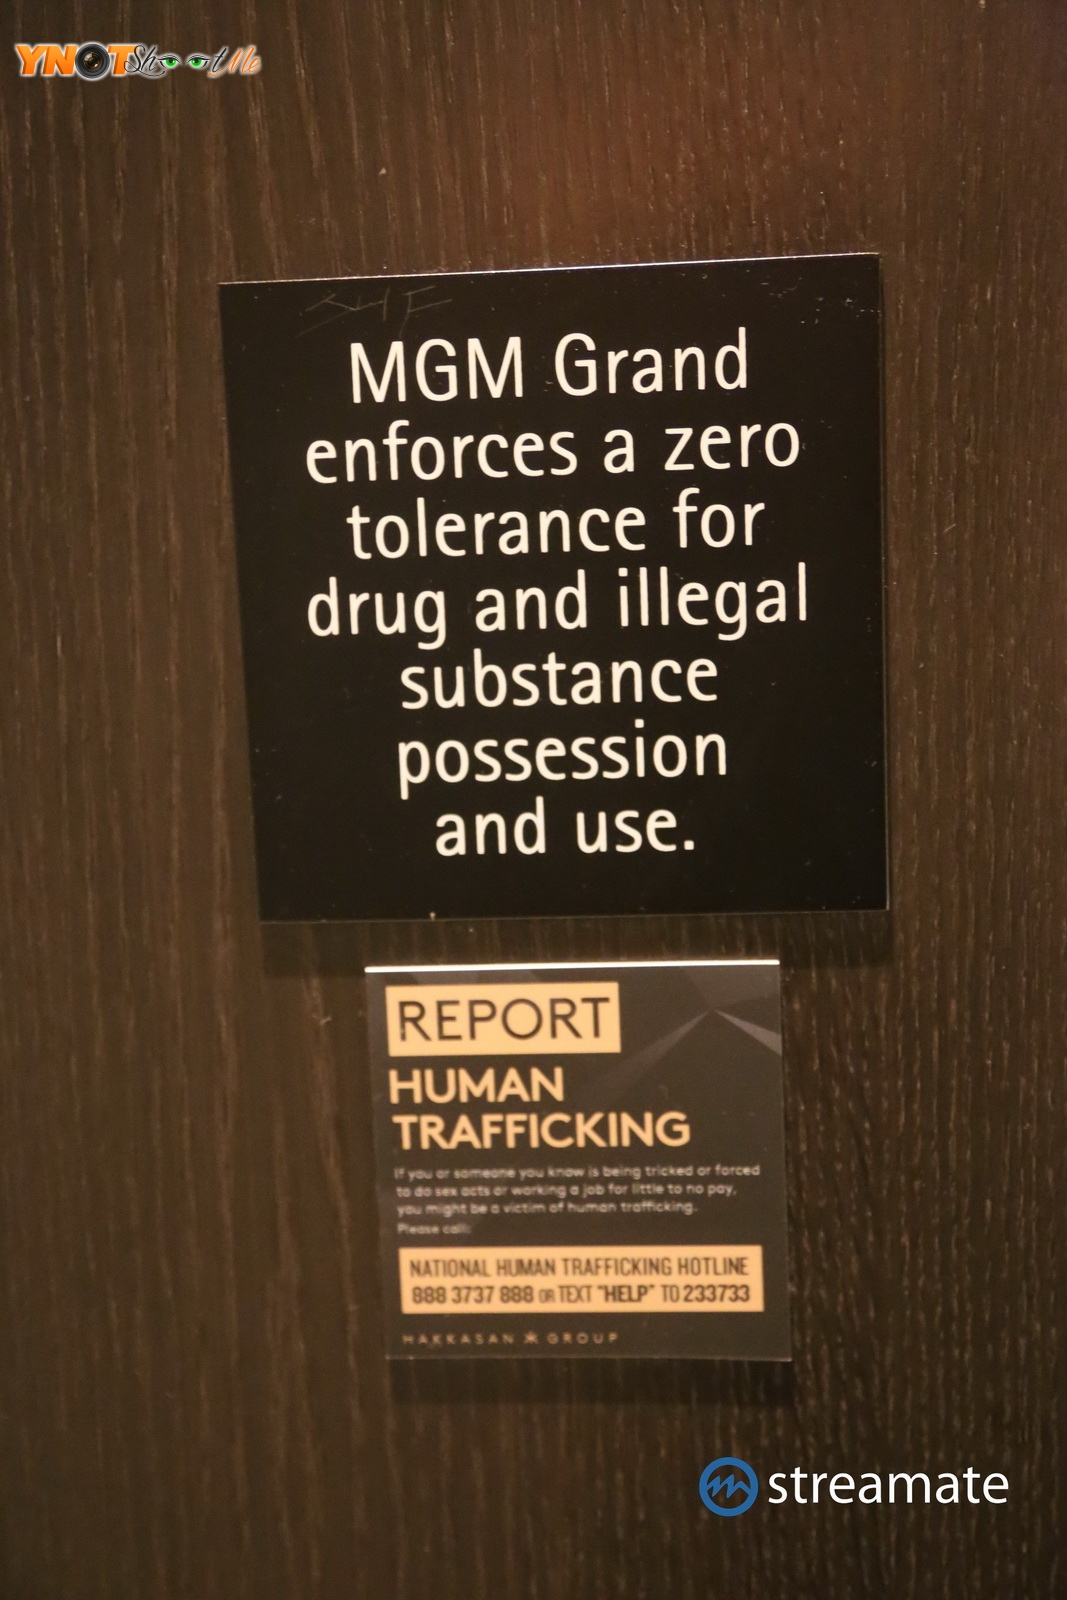 YNOTShootMe
MGM Grand
enforces a zero
tolerance for
drug and illegal
substance
possession
and use.
REPORT
HUMAN
TRAFFICKING
If you or someone you know is being tricked or forced
to do sex acts or working a job for little to no pay,
you might be a victim of human trafficking.
Please call:
NATIONAL HUMAN TRAFFICKING HOTLINE
888 3737 888 OR TEXT "HELP" TO 233733
HAKKASAN GROUP
streamate